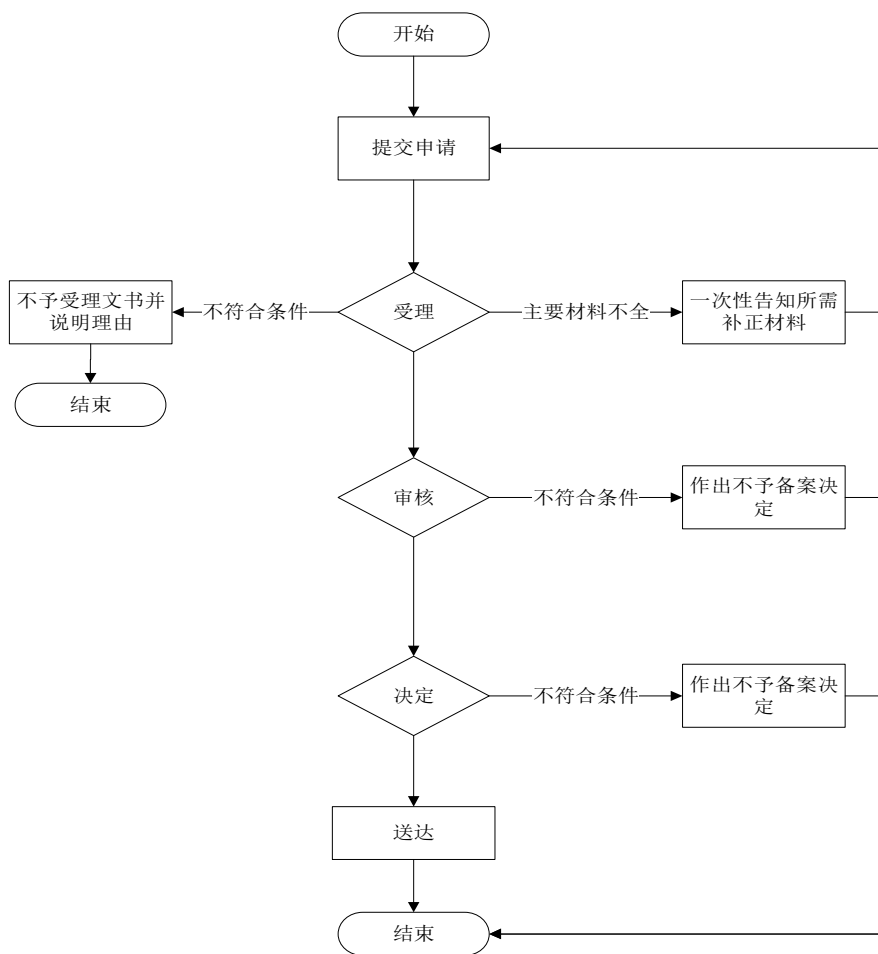 开始
提交申请
不予受理文书并
说明理由
不符合条件
受理
主要材料不全
一次性告知所需
补正材料
结束
审核
不符合条件
作出不予备案决
定
决定
不符合条件
作出不予备案决
定
送达
结束